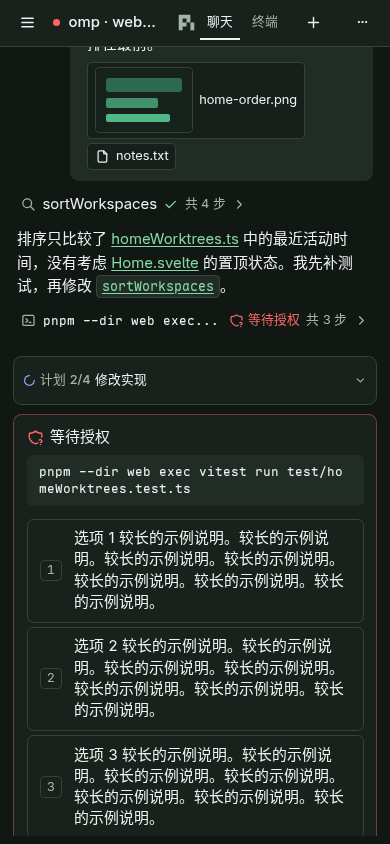 omp · web...
聊天
终端
排在最前。
home-order.png
notes.txt
sortWorkspaces 共 4 步
排序只比较了 homeWorktrees.ts 中的最近活动时
间，没有考虑 Home.svelte 的置顶状态。我先补测
试，再修改 sortWorkspaces。
pnpm --dir web exec... 等待授权 共 3 步
计划 2/4 修改实现
等待授权
pnpm --dir web exec vitest run test/ho
meWorktrees.test.ts
选项 1 较长的示例说明。较长的示例说
明。较长的示例说明。较长的示例说明。
1
较长的示例说明。较长的示例说明。较长
的示例说明。
选项 2 较长的示例说明。较长的示例说
明。较长的示例说明。较长的示例说明。
2
较长的示例说明。较长的示例说明。较长
的示例说明。
选项 3 较长的示例说明。较长的示例说
明。较长的示例说明。较长的示例说明。
3
较长的示例说明。较长的示例说明。较长
的示例说明。